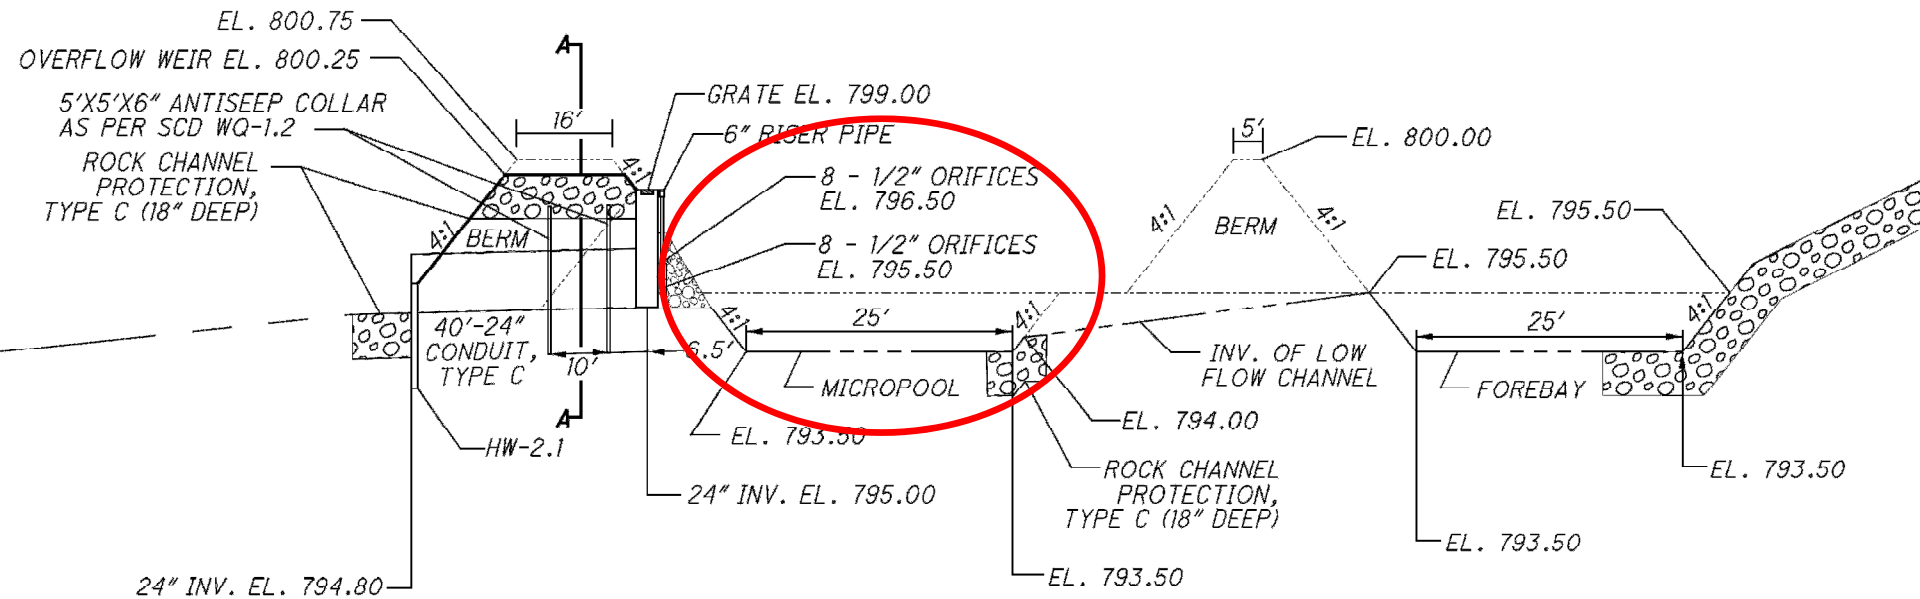 EL. 800.75
OVERFLOW WEIR EL. 800.25
5'X5'X6" ANTISEEP COLLAR
AS PER SCD WQ-1.2
ROCK CHANNEL
PROTECTION,
TYPE C (18" DEEP)
A
16'
4:1
GRATE EL. 799.00
6" RISER PIPE
8 - 1/2" ORIFICES
EL. 796.50
8 - 1/2" ORIFICES
EL. 795.50
4:1
BERM
40'-24"
CONDUIT,
TYPE C
10'
6.5'
A
HW-2.1
24" INV. EL. 794.80
24" INV. EL. 795.00
4:1
25'
4:1
MICROPOOL
EL. 793.50
5'
EL. 800.00
4:1
BERM
4:1
EL. 795.50
EL. 795.50
INV. OF LOW
FLOW CHANNEL
EL. 794.00
ROCK CHANNEL
PROTECTION,
TYPE C (18" DEEP)
EL. 793.50
4:1
25'
FOREBAY
EL. 793.50
EL. 793.50